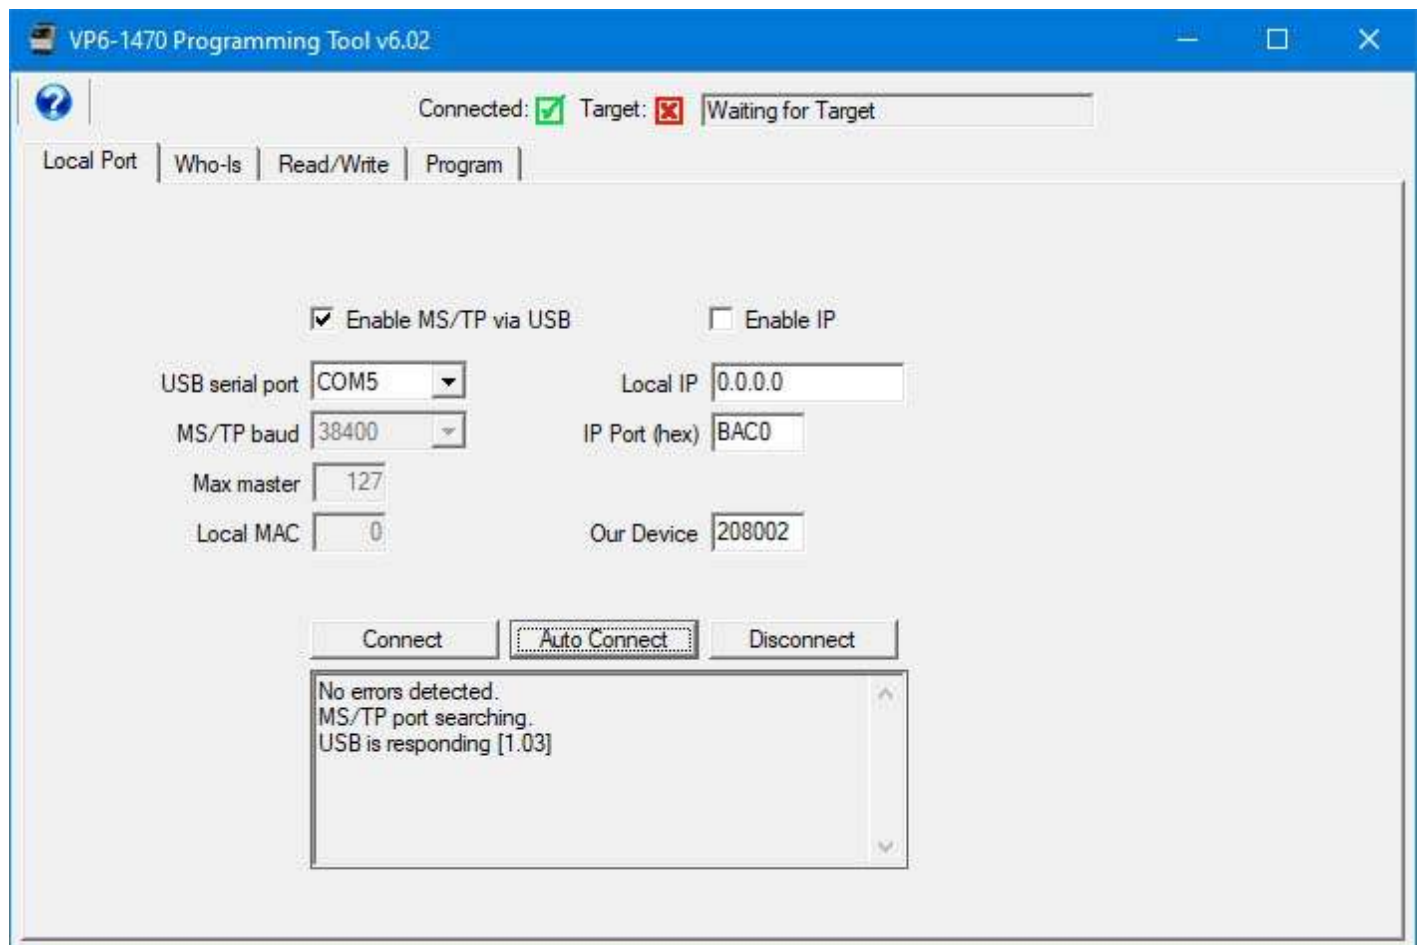 VP6-1470 Programming Tool v6.02
Connected: Target: Waiting for Target
Local Port Who-Is Read/Write Program
Enable MS/TP via USB Enable IP
USB serial port COM5 Local IP 0.0.0.0
MS/TP baud 38400 IP Port (hex) BAC0
Max master 127
Local MAC 0 Our Device 208002
Connect Auto Connect Disconnect
No errors detected.
MS/TP port searching.
USB is responding [1.03]